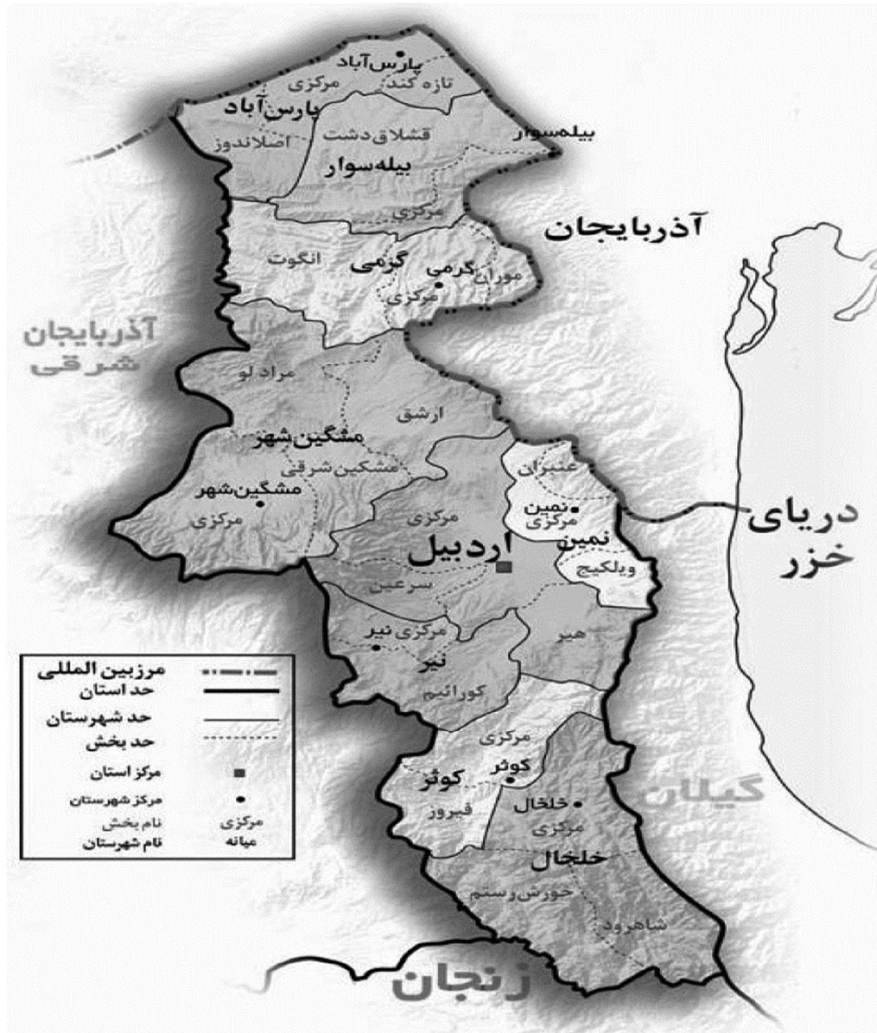 پارس‌آباد
تازه کند
مرکزی
پارس‌آباد
اصلاندوز
قشلاق دشت
بیله‌سوار
بیله‌سوار
مرکزی
آذربایجان
انگوت
گرمی
گرمی
موران
مرکزی
آذربایجان
شرقی
مراد لو
ارشق
مشگین‌شهر
مشکین شرقی
مشگین‌شهر
مرکزی
عنبران
نمین
مرکزی
نمین
ویلکیج
دریای
خزر
مرکزی
اردبیل
سرعین
هیر
مرکزی
نیر
نیر
کورائیم
مرکزی
کوثر
کوثر
فیروز
گیلان
خلخال
مرکزی
خلخال
خورش‌رستم
شاهرود
زنجان
مرزبین المللی
حد استان
حد شهرستان
حد بخش
مرکز استان
مرکز شهرستان
نام بخش مرکزی
نام شهرستان میانه